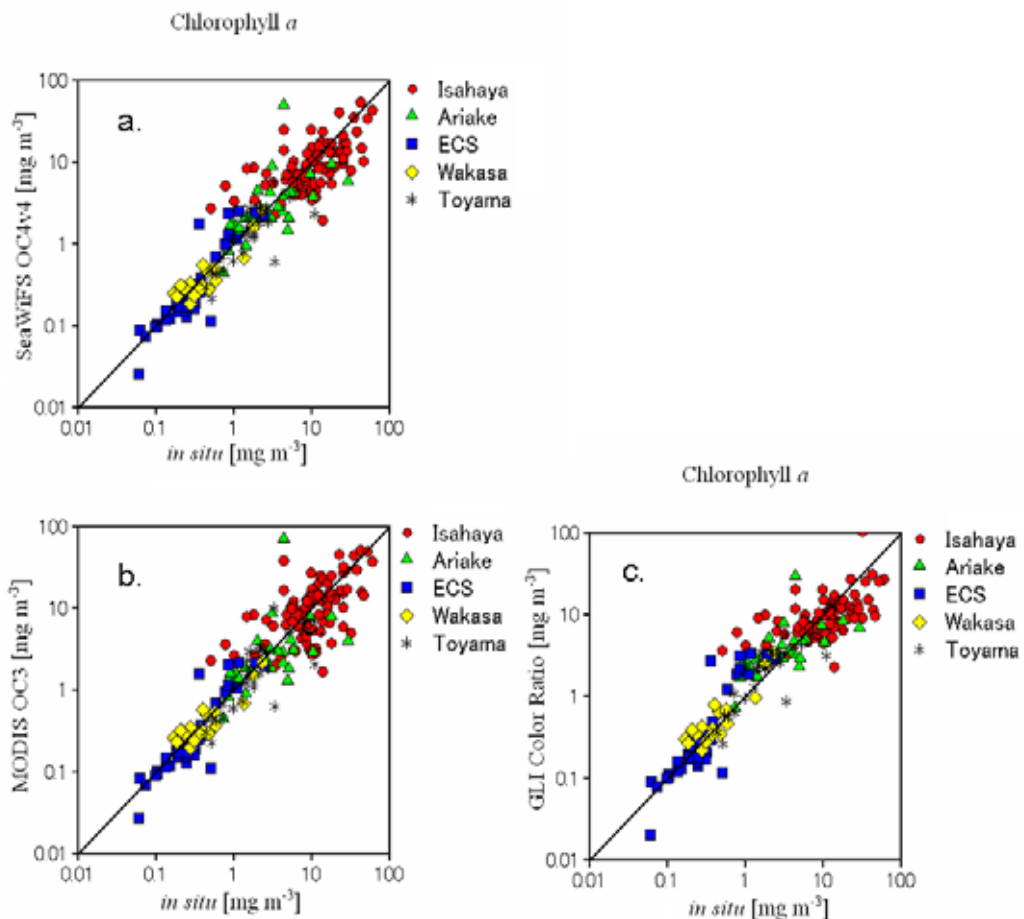 Chlorophyll a
SeaWiFS OC4v4 [mg m-3]
100
10
1
0.1
0.01
a.
Isahaya
Ariake
ECS
Wakasa
Toyama
0.01 0.1 1 10 100
in situ [mg m-3]
MODIS OC3 [mg m-3]
100
10
1
0.1
0.01
b.
Isahaya
Ariake
ECS
Wakasa
Toyama
0.01 0.1 1 10 100
in situ [mg m-3]
Chlorophyll a
GLI Color Ratio [mg m-3]
100
10
1
0.1
0.01
c.
Isahaya
Ariake
ECS
Wakasa
Toyama
0.01 0.1 1 10 100
in situ [mg m-3]